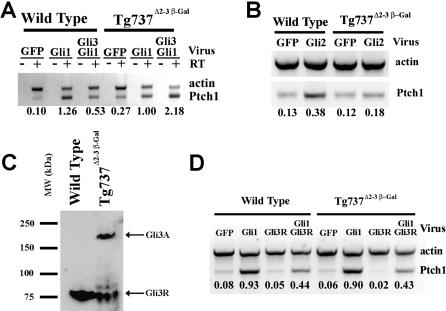 A
Wild Type
Tg737Δ2-3 β-Gal
GFP Gli1 Gli3 Gli1 GFP Gli1 Gli3 Gli1 Virus
- + - + - + - + - + - + RT
actin
Ptch1
0.10 1.26 0.53 0.27 1.00 2.18
B
Wild Type Tg737Δ2-3 β-Gal
GFP Gli2 GFP Gli2 Virus
actin
Ptch1
0.13 0.38 0.12 0.18
C
MW (kDa)
Wild Type
Tg737Δ2-3 β-Gal
250
150
100
75
Gli3A
Gli3R
D
Wild Type Tg737Δ2-3 β-Gal
Virus
GFP Gli1 Gli3R Gli1 Gli3R GFP Gli1 Gli3R Gli1 Gli3R
actin
Ptch1
0.08 0.93 0.05 0.44 0.06 0.90 0.02 0.43